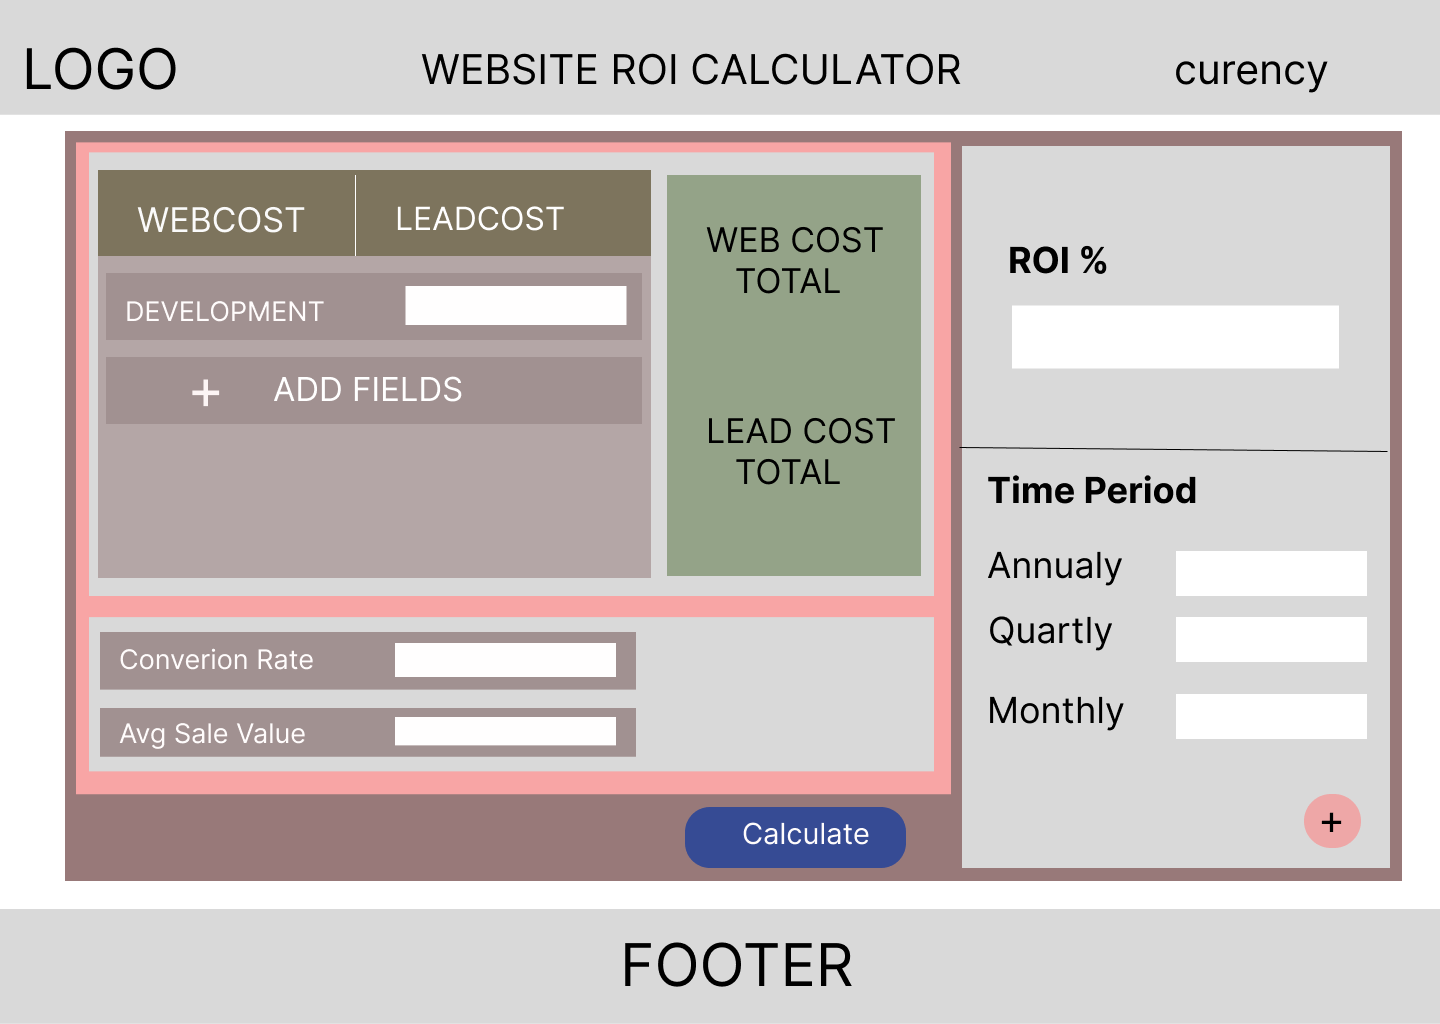 LOGO
WEBSITE ROI CALCULATOR
curency
WEBCOST
LEADCOST
DEVELOPMENT
+ ADD FIELDS
WEB COST
TOTAL
LEAD COST
TOTAL
Converion Rate
Avg Sale Value
Calculate
ROI %
Time Period
Annualy
Quartly
Monthly
+
FOOTER